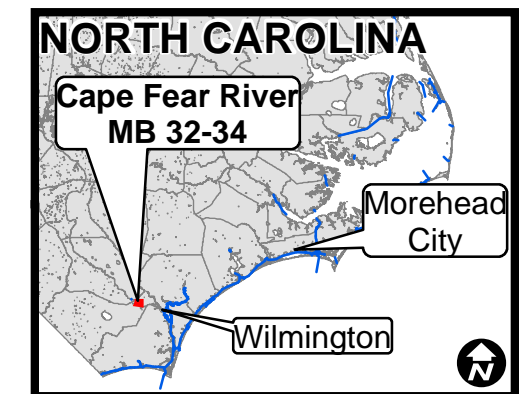 NORTH CAROLINA
Cape Fear River
MB 32-34
Morehead
City
Wilmington
N